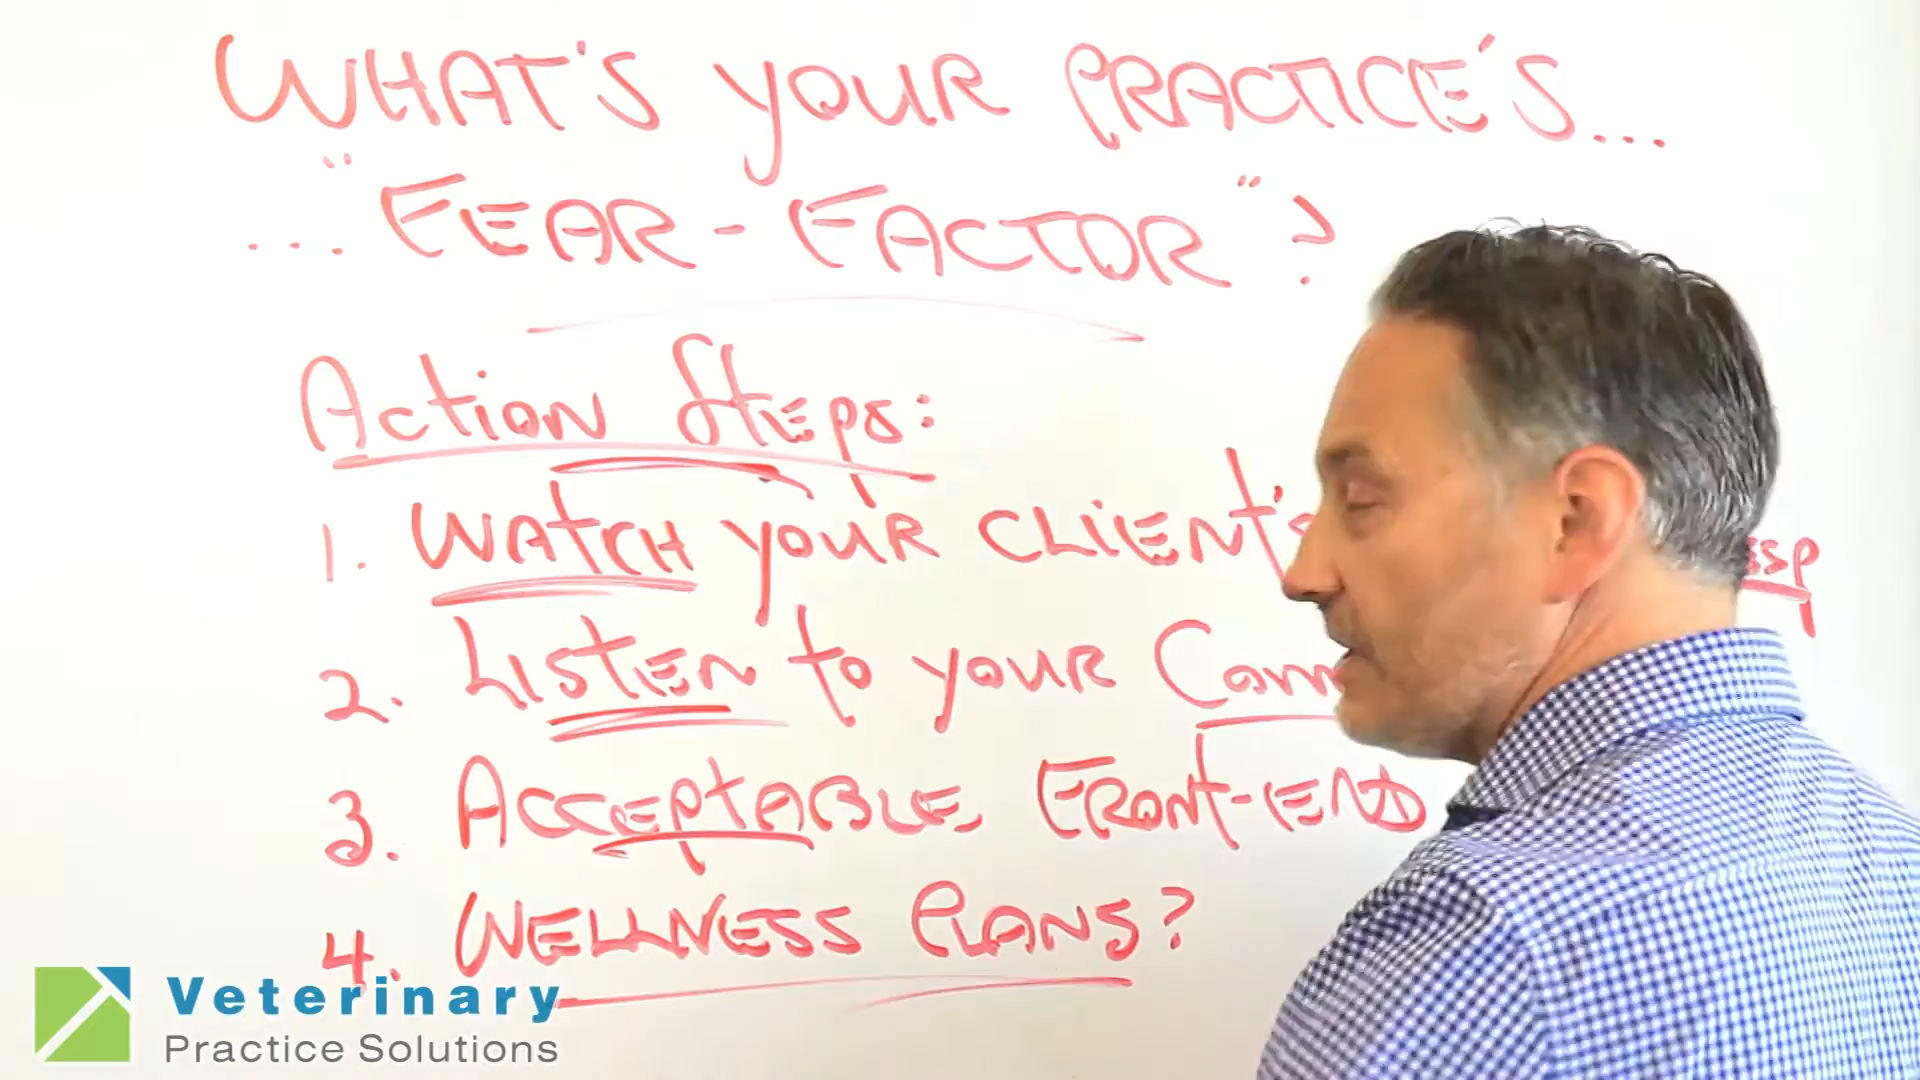 WHAT'S YOUR PRACTICE'S...
... "FEAR-FACTOR"?
Action Steps:
1. WATCH YOUR CLIENT'S
2. LISTEN to YOUR
3. ACCEPTABLE FRONT-END
4. WELLNESS PLANS?
Veterinary
Practice Solutions